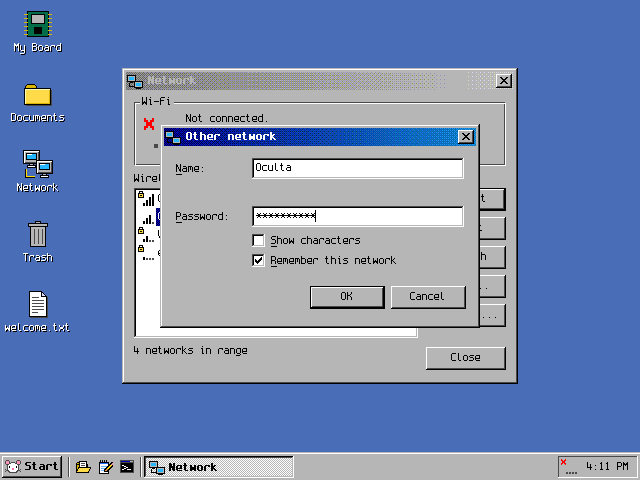 My Board
Documents
Network
Trash
welcome.txt
Network
Wi-Fi
Not connected.
Other network
Name:
Oculta
Password:
**********
Show characters
Remember this network
OK
Cancel
4 networks in range
Close
Start
Network
4:11 PM